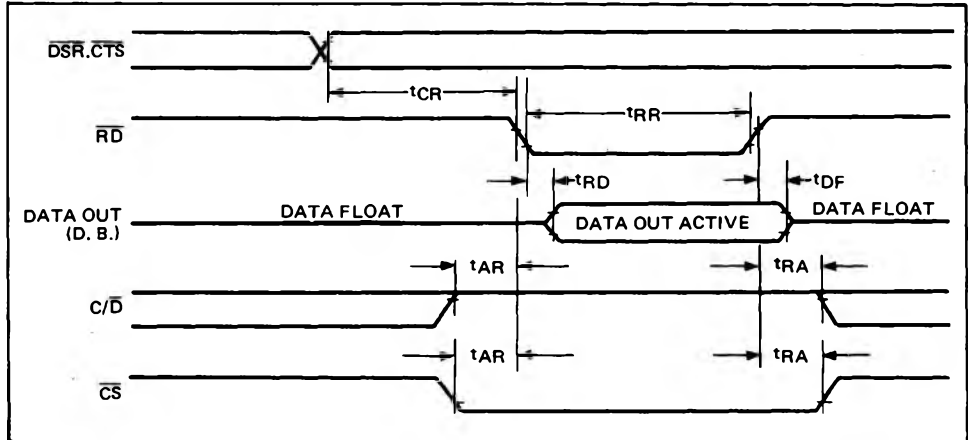 DSR.CTS
tCR
RD
tRR
tRD
tDF
DATA OUT
(D. B.)
DATA FLOAT
DATA OUT ACTIVE
DATA FLOAT
tAR
tRA
C/D
tAR
tRA
CS